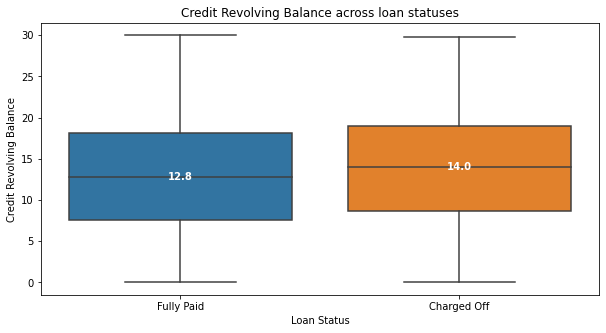 Credit Revolving Balance across loan statuses
30
25
20
15
10
5
0
Credit Revolving Balance
12.8
14.0
Fully Paid
Charged Off
Loan Status